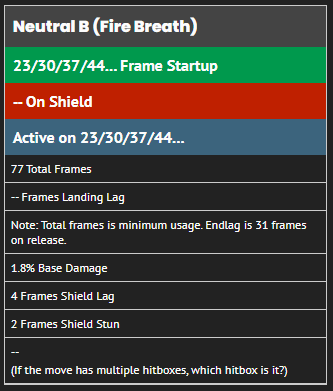 Neutral B (Fire Breath)
23/30/37/44... Frame Startup
-- On Shield
Active on 23/30/37/44...
77 Total Frames
-- Frames Landing Lag
Note: Total frames is minimum usage. Endlag is 31 frames
on release.
1.8% Base Damage
4 Frames Shield Lag
2 Frames Shield Stun
--
(If the move has multiple hitboxes, which hitbox is it?)